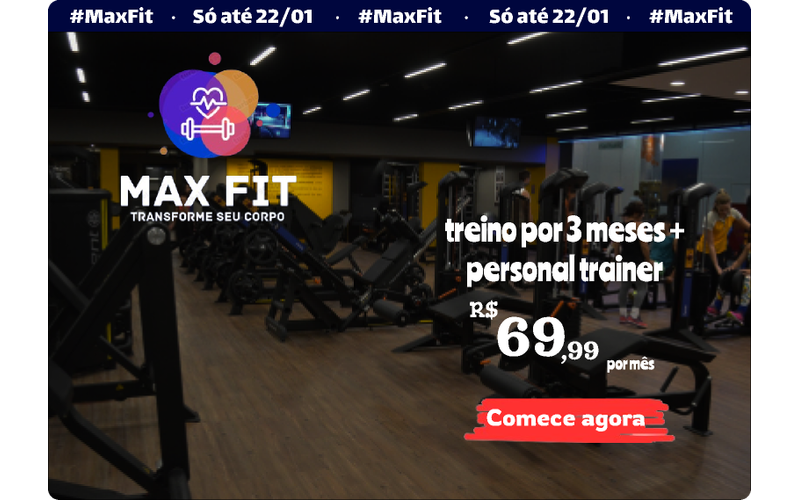 #MaxFit · Só até 22/01 · #MaxFit · Só até 22/01 · #MaxFit
MAX FIT
TRANSFORME SEU CORPO
treino por 3 meses +
personal trainer
R$ 69,99 por mês
Comece agora